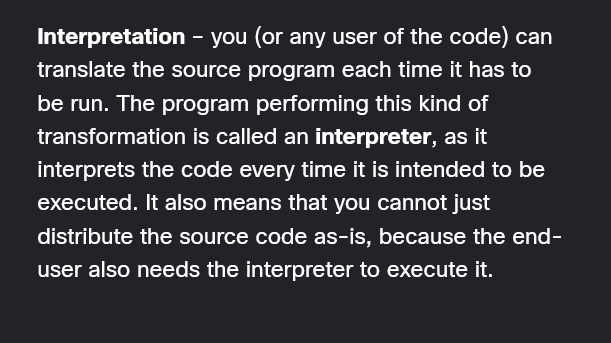 Interpretation – you (or any user of the code) can
translate the source program each time it has to
be run. The program performing this kind of
transformation is called an interpreter, as it
interprets the code every time it is intended to be
executed. It also means that you cannot just
distribute the source code as-is, because the end-
user also needs the interpreter to execute it.